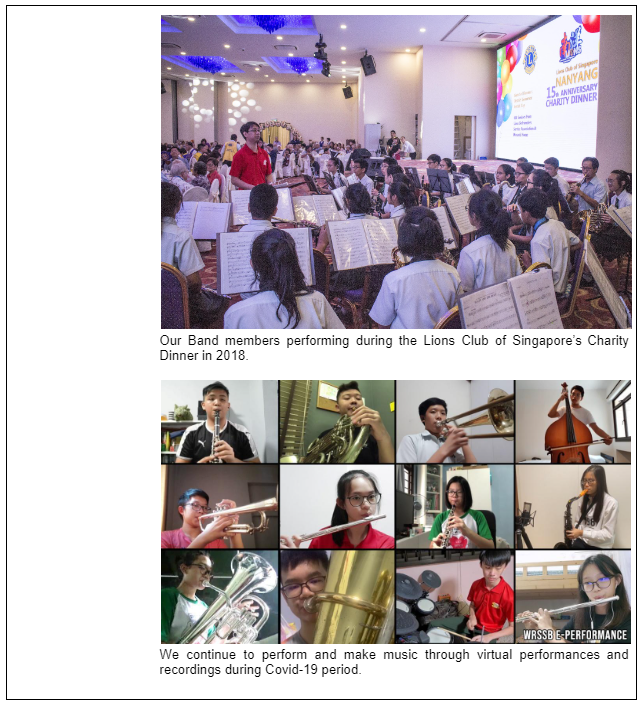 Lions Club of Singapore
NANYANG
15th ANNIVERSARY
CHARITY DINNER
Our Band members performing during the Lions Club of Singapore's Charity
Dinner in 2018.
WRSSB E-PERFORMANCE
We continue to perform and make music through virtual performances and
recordings during Covid-19 period.